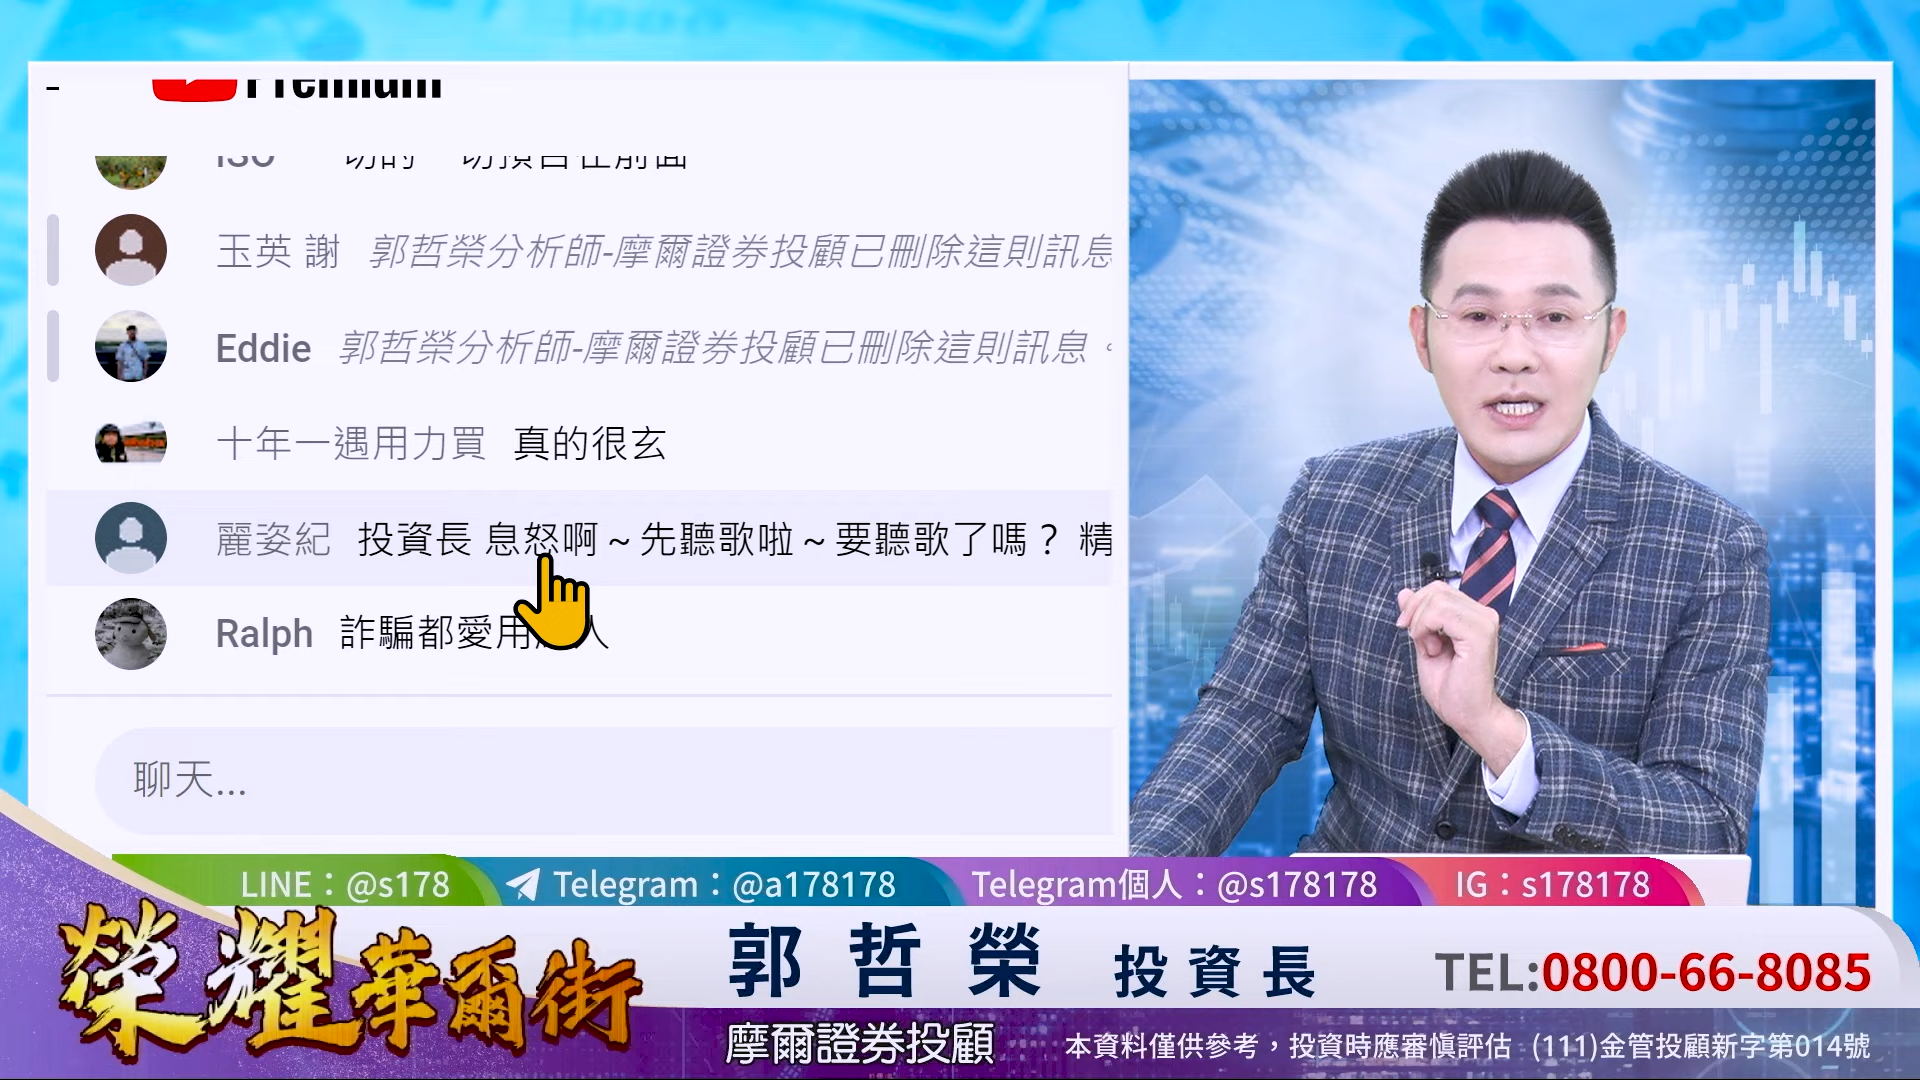 Premium
玉英 謝 郭哲榮分析師-摩爾證券投顧已刪除這則訊息
Eddie 郭哲榮分析師-摩爾證券投顧已刪除這則訊息。
十年一遇用力買 真的很玄
麗姿紀 投資長 息怒啊~先聽歌啦~要聽歌了嗎? 精
Ralph 詐騙都愛用 人
聊天...
LINE:@s178 Telegram:@a178178 Telegram個人:@s178178 IG:s178178
榮耀華爾街
郭哲榮 投資長 TEL:0800-66-8085
摩爾證券投顧 本資料僅供參考,投資時應審慎評估 (111)金管投顧新字第014號